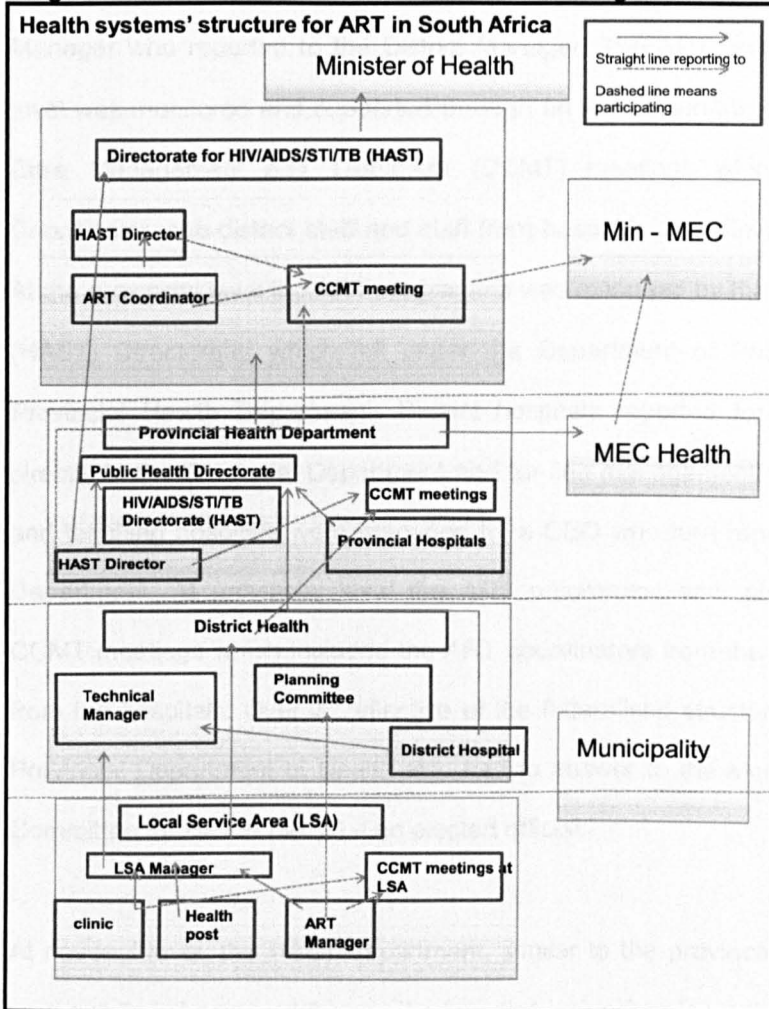 Health systems' structure for ART in South Africa
Minister of Health
Straight line reporting to
Dashed line means
participating
Directorate for HIV/AIDS/STI/TB (HAST)
HAST Director
ART Coordinator
CCMT meeting
Min - MEC
Provincial Health Department
MEC Health
Public Health Directorate
HIV/AIDS/STI/TB
Directorate (HAST)
CCMT meetings
Provincial Hospitals
HAST Director
District Health
Technical
Manager
Planning
Committee
District Hospital
Municipality
Local Service Area (LSA)
LSA Manager
CCMT meetings at
LSA
clinic
Health
post
ART
Manager